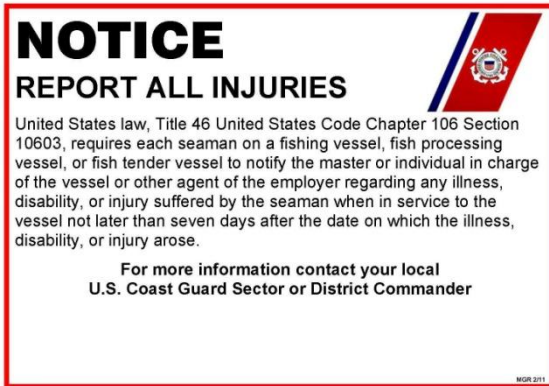 NOTICE
REPORT ALL INJURIES
United States law, Title 46 United States Code Chapter 106 Section
10603, requires each seaman on a fishing vessel, fish processing
vessel, or fish tender vessel to notify the master or individual in charge
of the vessel or other agent of the employer regarding any illness,
disability, or injury suffered by the seaman when in service to the
vessel not later than seven days after the date on which the illness,
disability, or injury arose.
For more information contact your local
U.S. Coast Guard Sector or District Commander
MGR 2/11